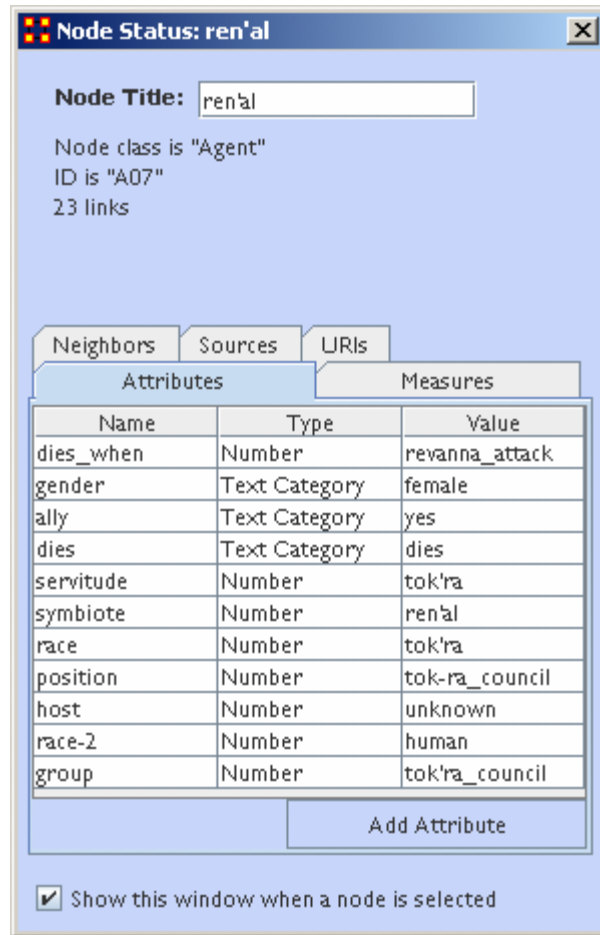 Node Status: ren'al
Node Title: ren'al
Node class is "Agent"
ID is "A07"
23 links
Neighbors Sources URIs
Attributes Measures
Name Type Value
dies_when Number revanna_attack
gender Text Category female
ally Text Category yes
dies Text Category dies
servitude Number tok'ra
symbiote Number ren'al
race Number tok'ra
position Number tok-ra_council
host Number unknown
race-2 Number human
group Number tok'ra_council
Add Attribute
Show this window when a node is selected